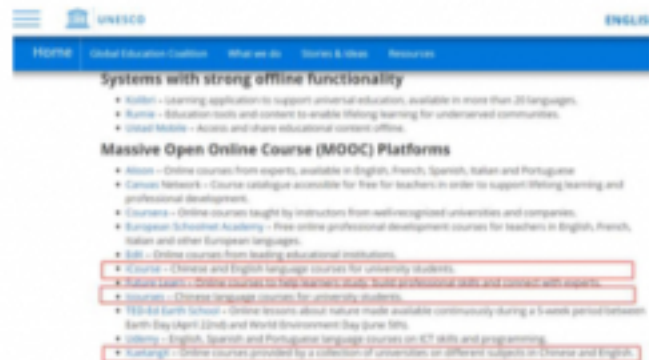 UNESCO
ENGLIS
Home Global Education Coalition What we do Stories & Ideas Resources
Systems with strong offline functionality
Kolibri – Learning application to support universal education, available in more than 20 languages.
Rumie – Education tools and content to enable lifelong learning for underserved communities.
Ustad Mobile – Access and share educational content offline.
Massive Open Online Course (MOOC) Platforms
Alison – Online courses from experts, available in English, French, Spanish, Italian and Portuguese
Canvas Network – Course catalogue accessible for free for teachers in order to support lifelong learning and
professional development.
Coursera – Online courses taught by instructors from well-recognized universities and companies.
European Schoolnet Academy – Free online professional development courses for teachers in English, French,
Italian and other European languages.
EdX – Online courses from leading educational institutions.
iCourse – Chinese and English language courses for university students.
Future Learn – Online courses to help learners study, build professional skills and connect with experts.
Icourses – Chinese language courses for university students.
TED-Ed Earth School – Online lessons about nature made available continuously during a 5-week period between
Earth Day (April 22nd) and World Environment Day (June 5th).
Udemy – English, Spanish and Portuguese language courses on ICT skills and programming.
XuetangX – Online courses provided by a collection of universities on different subjects in Chinese and English.